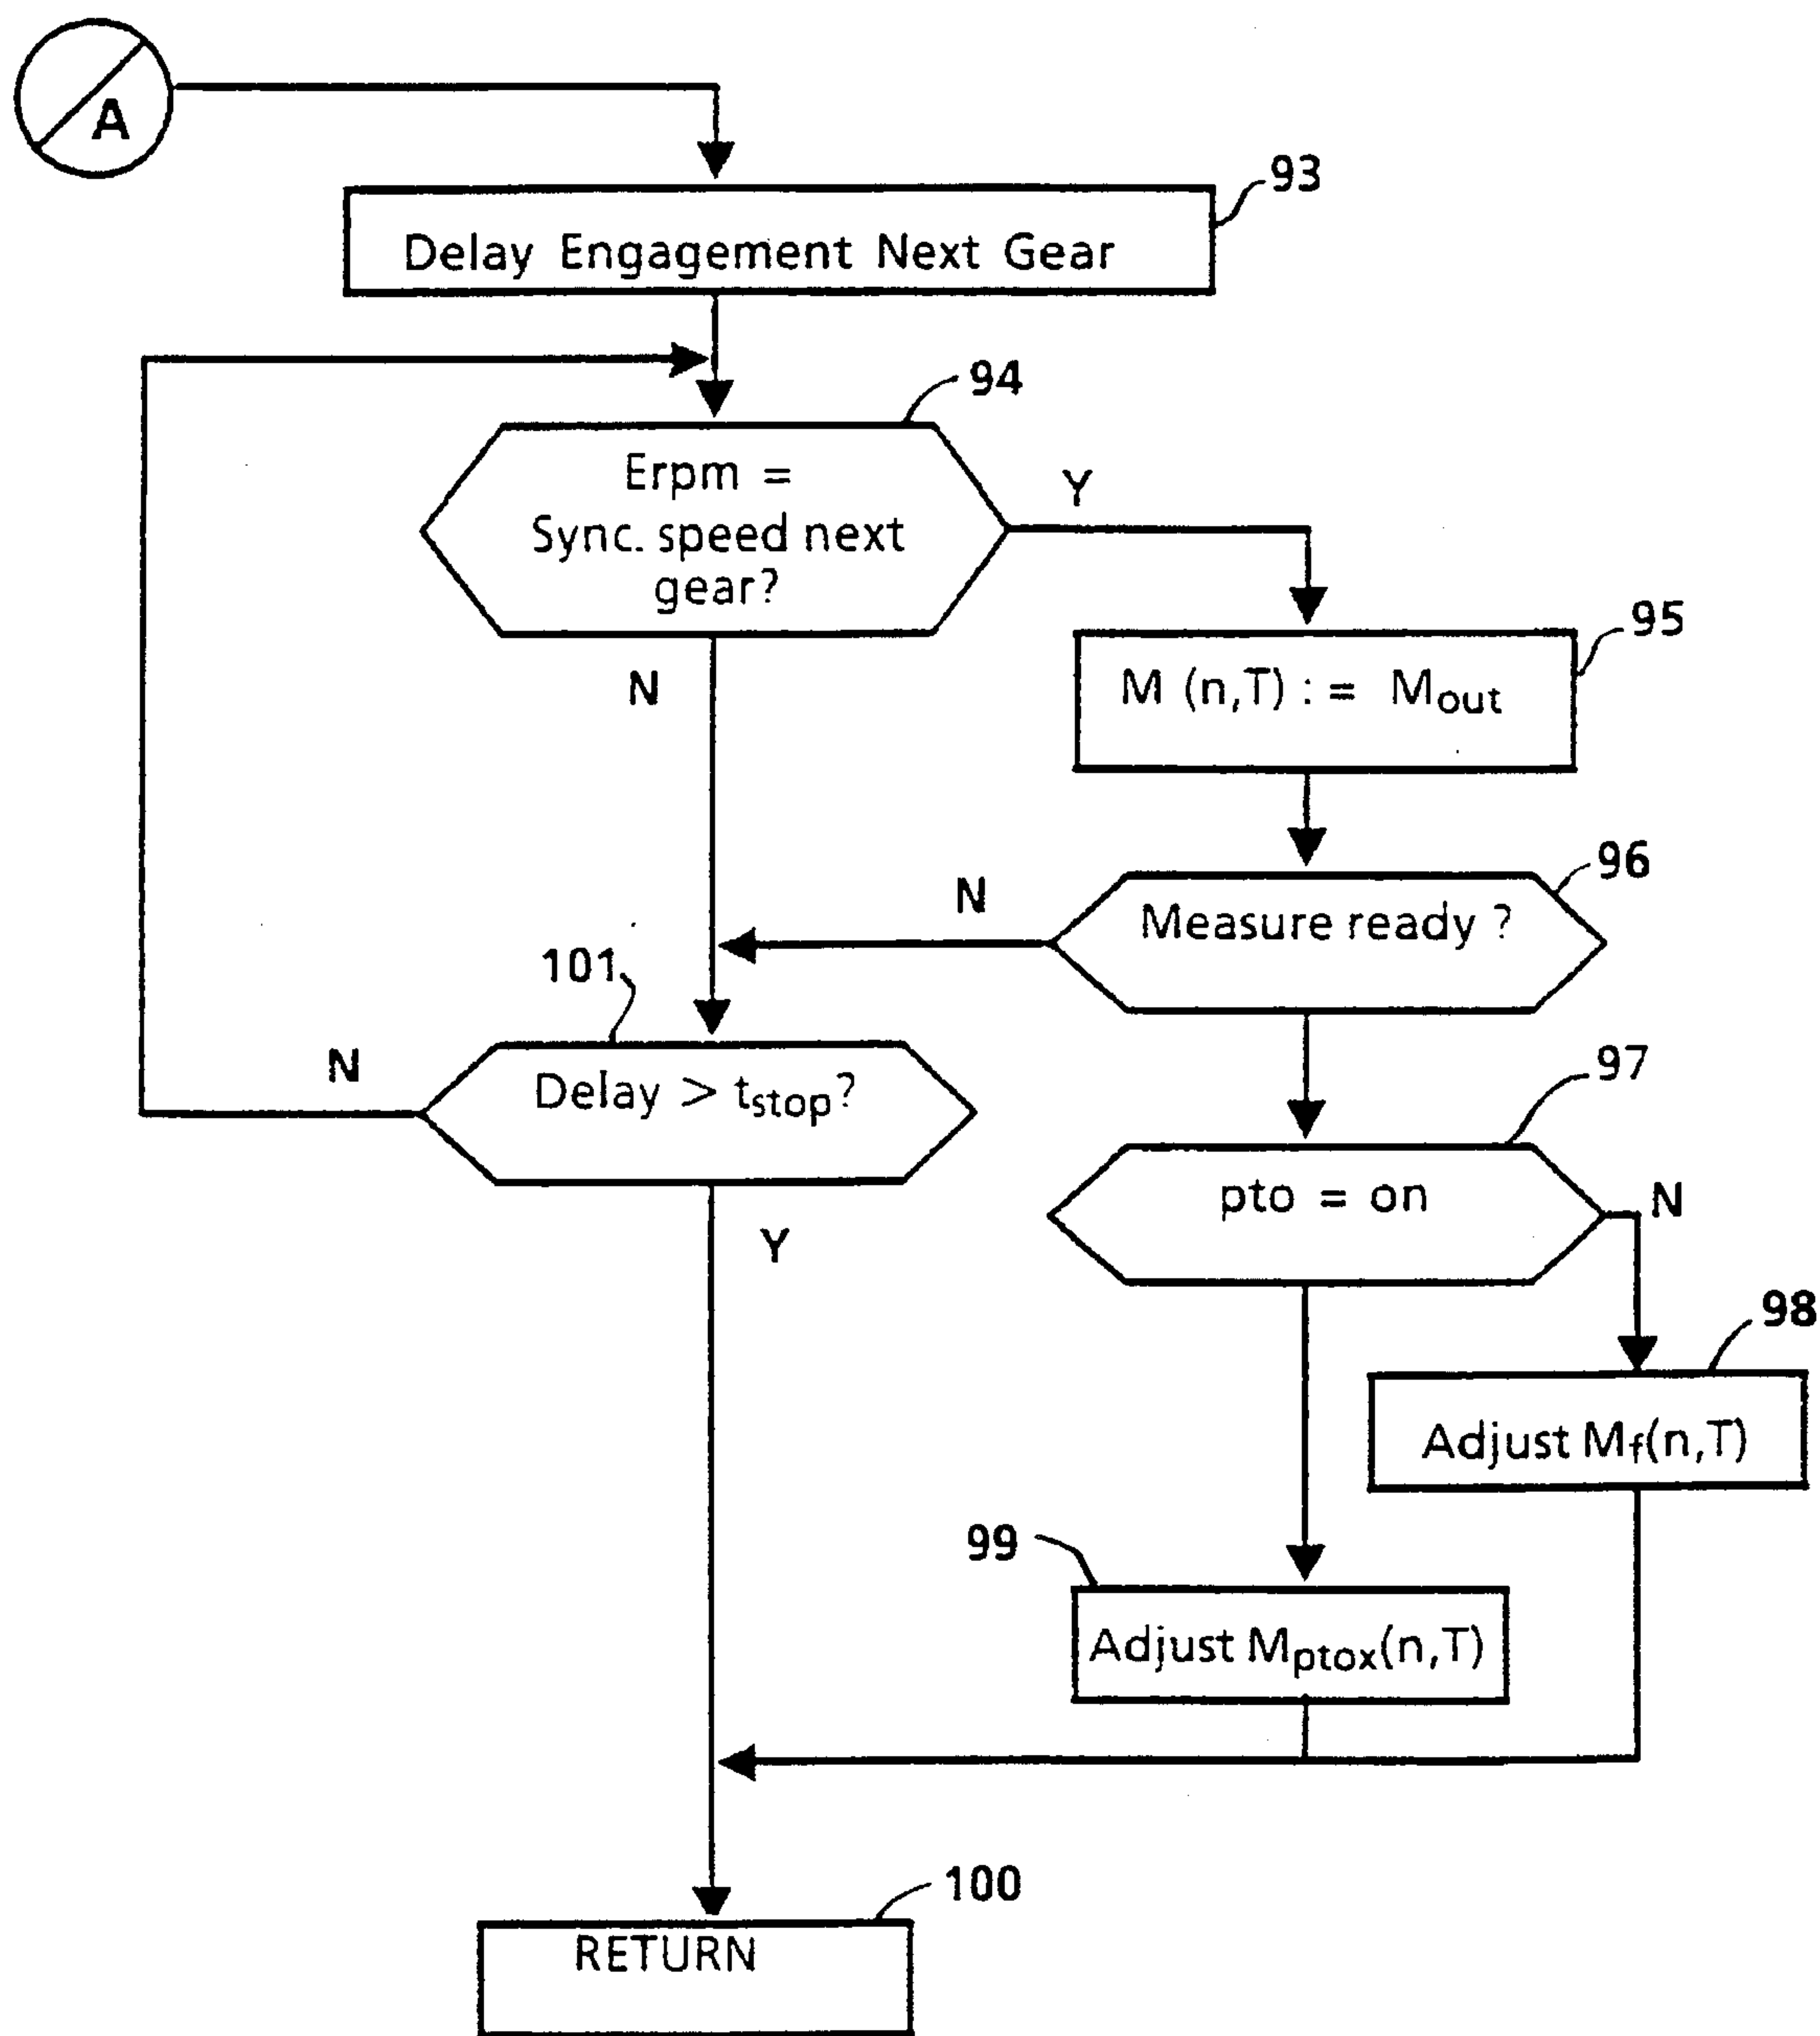 A
93
Delay Engagement Next Gear
94
Erpm =
Sync. speed next
gear?
Y
N
95
M (n,T) : = Mout
96
Measure ready ?
N
101
Delay > tstop?
N
Y
97
pto = on
N
98
Adjust Mf(n,T)
99
Adjust Mptox(n,T)
100
RETURN